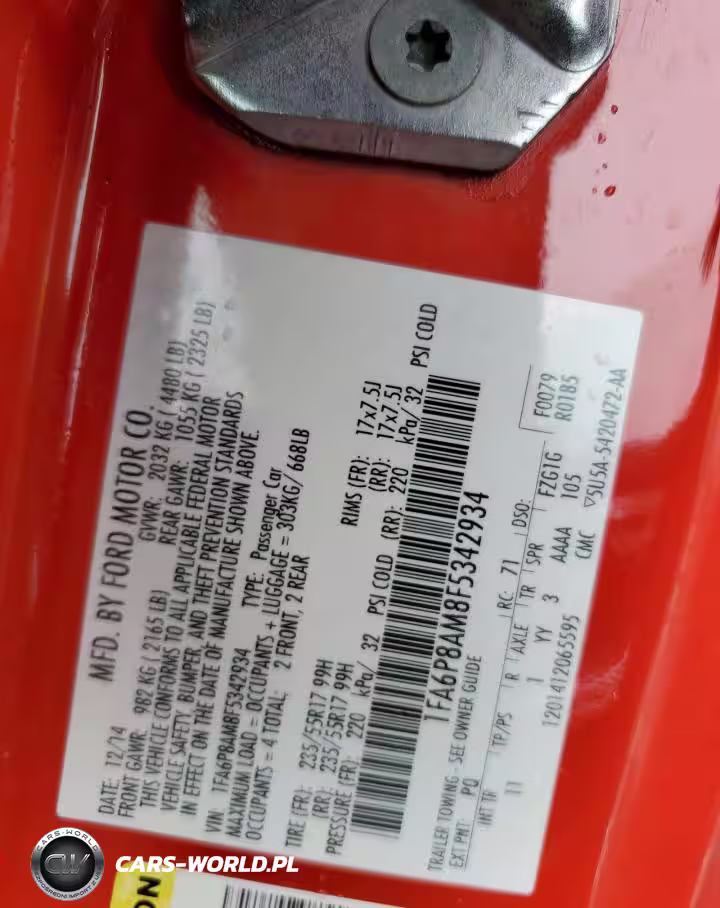 MFD. BY FORD MOTOR CO.
DATE: 12/14 GVWR: 2032 KG ( 4480 LB)
FRONT GAWR: 982 KG ( 2165 LB) REAR GAWR: 1055 KG ( 2325 LB)
THIS VEHICLE CONFORMS TO ALL APPLICABLE FEDERAL MOTOR
VEHICLE SAFETY, BUMPER, AND THEFT PREVENTION STANDARDS
IN EFFECT ON THE DATE OF MANUFACTURE SHOWN ABOVE.
VIN: 1FA6P8AM8F5342934 TYPE: Passenger Car
MAXIMUM LOAD = OCCUPANTS + LUGGAGE = 303KG/ 668LB
OCCUPANTS = 4 TOTAL; 2 FRONT, 2 REAR
TIRE (FR): 235/55R17 99H RIMS (FR): 17x7.5J
(RR): 235/55R17 99H (RR): 17x7.5J
PRESSURE (FR): 220 kPa/ 32 PSI COLD (RR): 220 kPa/ 32 PSI COLD
1FA6P8AM8F5342934
TRAILER TOWING - SEE OWNER GUIDE
EXT PNT: PQ RC: 71 DSO: F0079
R0185
INT TR TP/PS R AXLE TR SPR FZG1G
11 1 YY 3 AAAA 105
1201412065595 CMC ▽5U5A-5420472-AA
CARS-WORLD
CW
CARS-WORLD.PL
ON